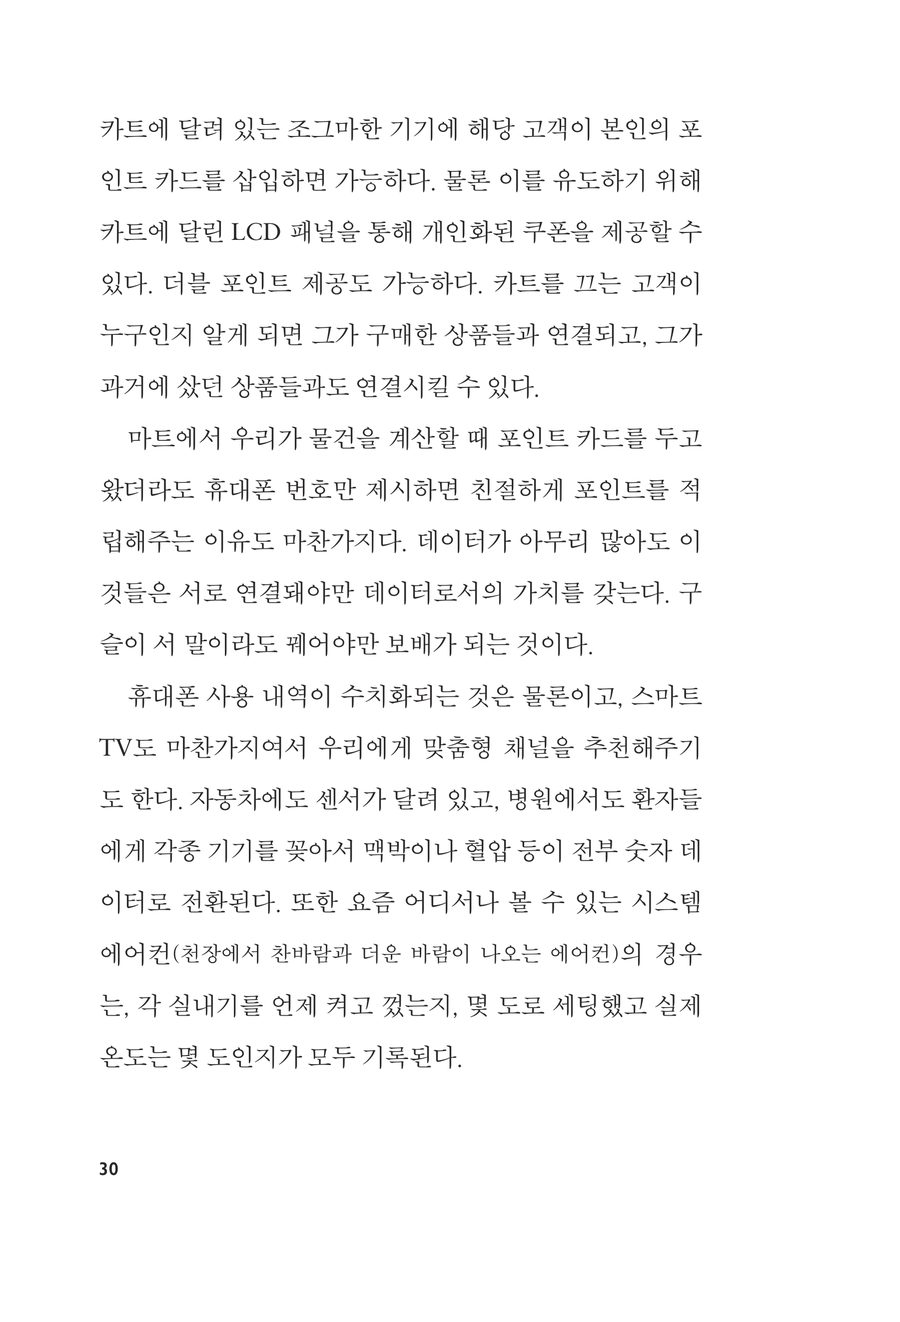 카트에 달려 있는 조그마한 기기에 해당 고객이 본인의 포
인트 카드를 삽입하면 가능하다. 물론 이를 유도하기 위해
카트에 달린 LCD 패널을 통해 개인화된 쿠폰을 제공할 수
있다. 더블 포인트 제공도 가능하다. 카트를 끄는 고객이
누구인지 알게 되면 그가 구매한 상품들과 연결되고, 그가
과거에 샀던 상품들과도 연결시킬 수 있다.
마트에서 우리가 물건을 계산할 때 포인트 카드를 두고
왔더라도 휴대폰 번호만 제시하면 친절하게 포인트를 적
립해주는 이유도 마찬가지다. 데이터가 아무리 많아도 이
것들은 서로 연결돼야만 데이터로서의 가치를 갖는다. 구
슬이 서 말이라도 꿰어야만 보배가 되는 것이다.
휴대폰 사용 내역이 수치화되는 것은 물론이고, 스마트
TV도 마찬가지여서 우리에게 맞춤형 채널을 추천해주기
도 한다. 자동차에도 센서가 달려 있고, 병원에서도 환자들
에게 각종 기기를 꽂아서 맥박이나 혈압 등이 전부 숫자 데
이터로 전환된다. 또한 요즘 어디서나 볼 수 있는 시스템
에어컨(천장에서 찬바람과 더운 바람이 나오는 에어컨)의 경우
는, 각 실내기를 언제 켜고 껐는지, 몇 도로 세팅했고 실제
온도는 몇 도인지가 모두 기록된다.
30